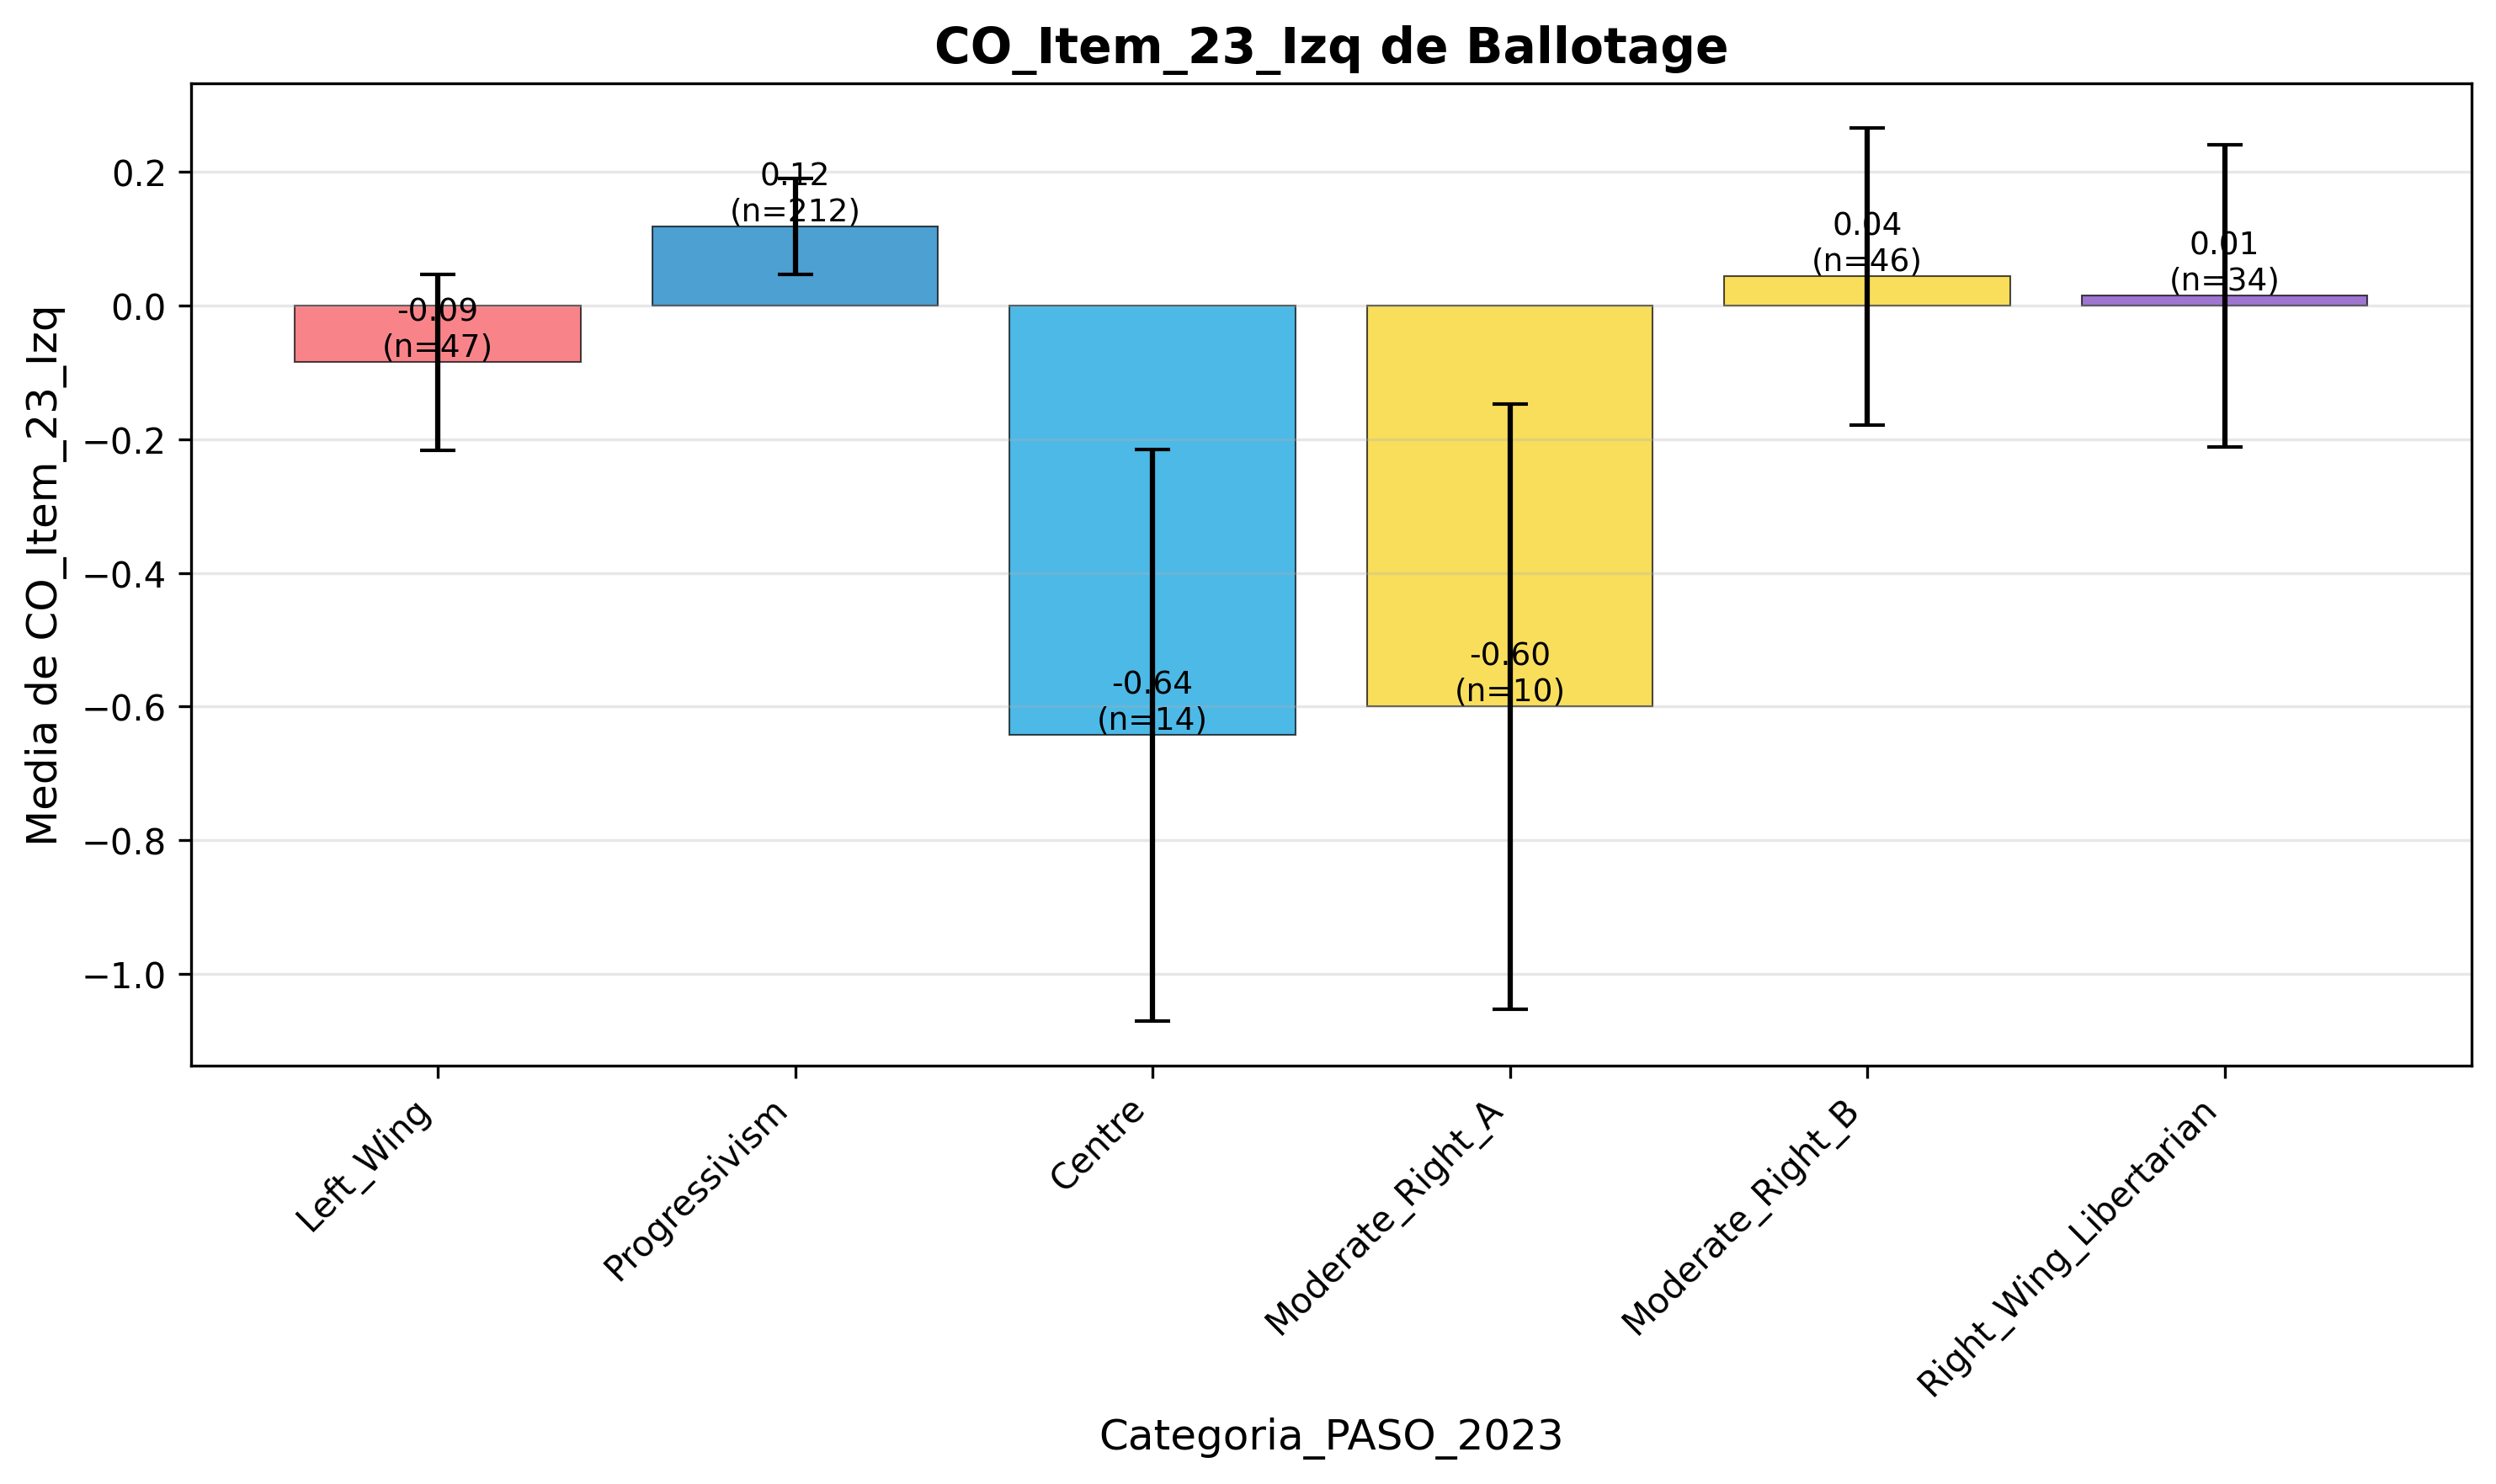 CO_Item_23_Izq de Ballotage
Media de CO_Item_23_Izq
0.2
0.0
−0.2
−0.4
−0.6
−0.8
−1.0
-0.09
(n=47)
0.12
(n=212)
-0.64
(n=14)
-0.60
(n=10)
0.04
(n=46)
0.01
(n=34)
Left_Wing
Progressivism
Centre
Moderate_Right_A
Moderate_Right_B
Right_Wing_Libertarian
Categoria_PASO_2023